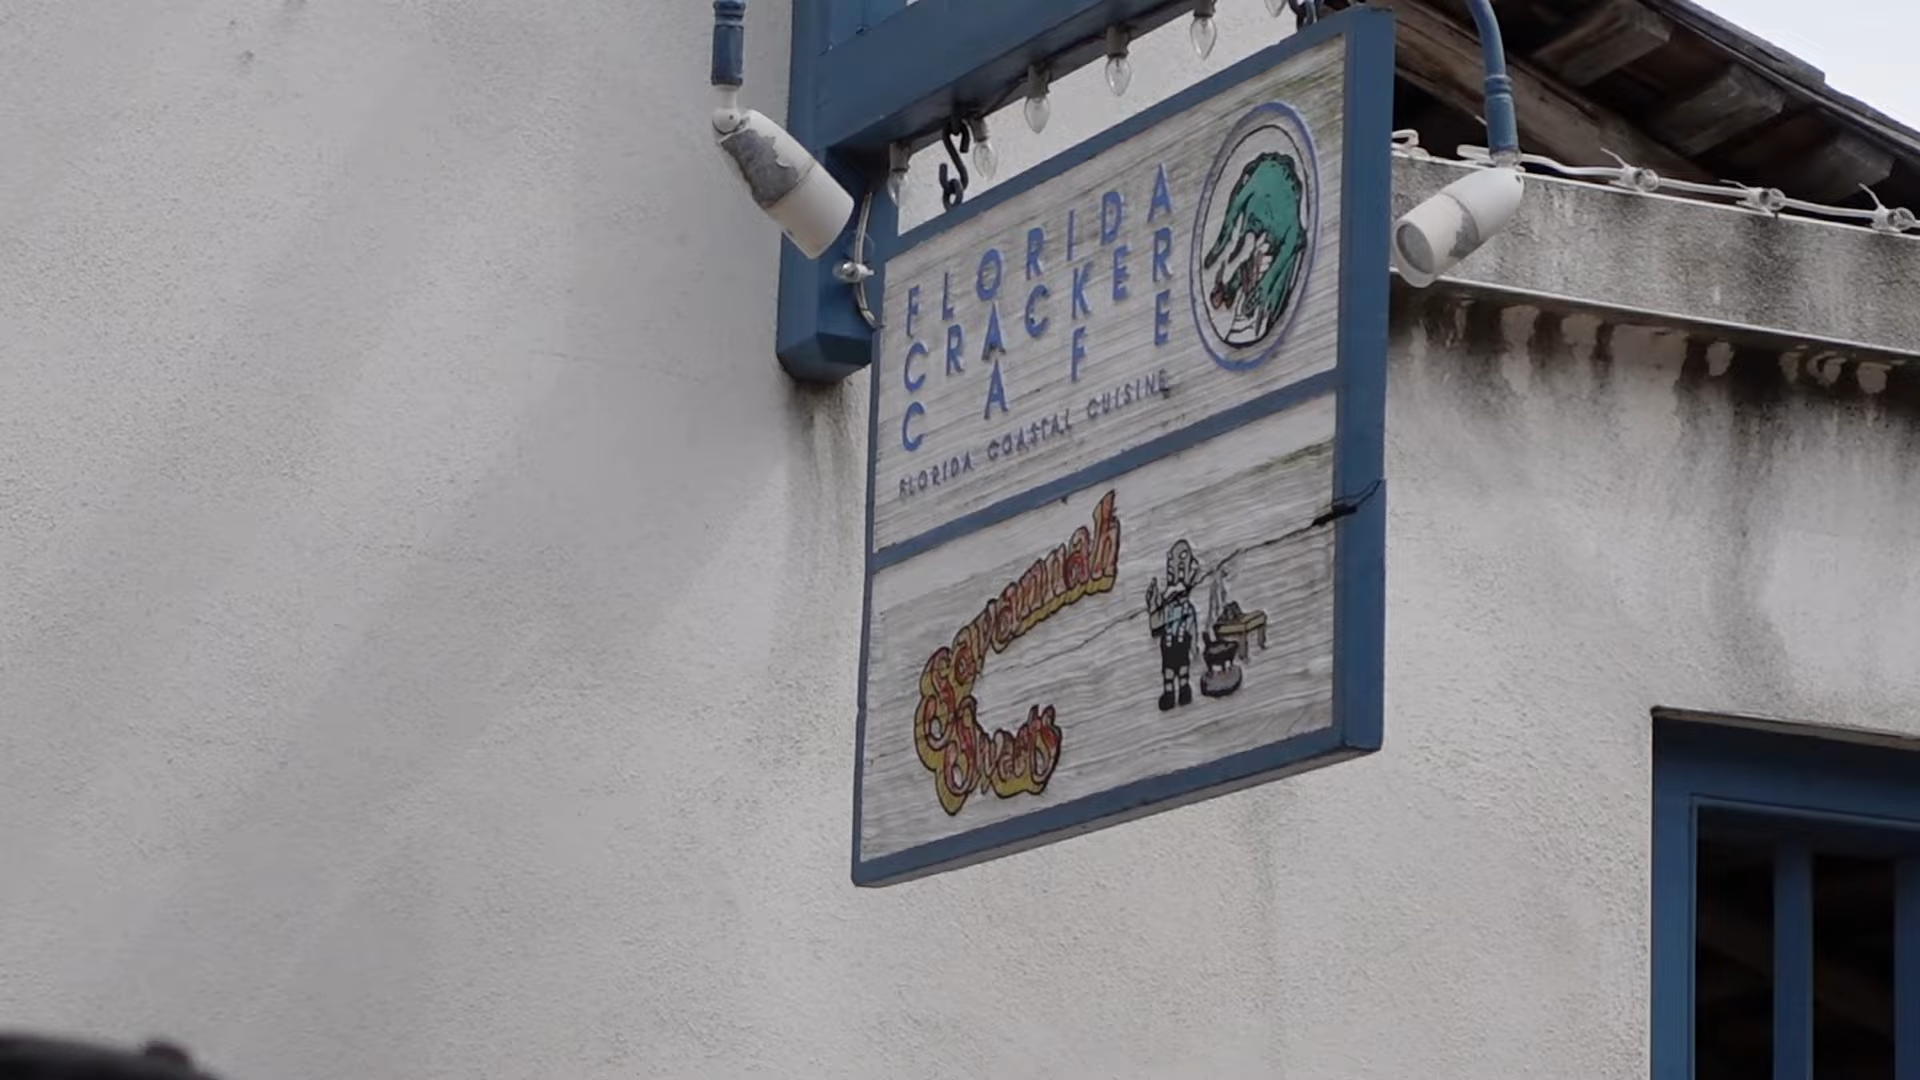 FLORIDA
CRACKER
CAFE
FLORIDA COASTAL CUISINE
Savannah
Sweets